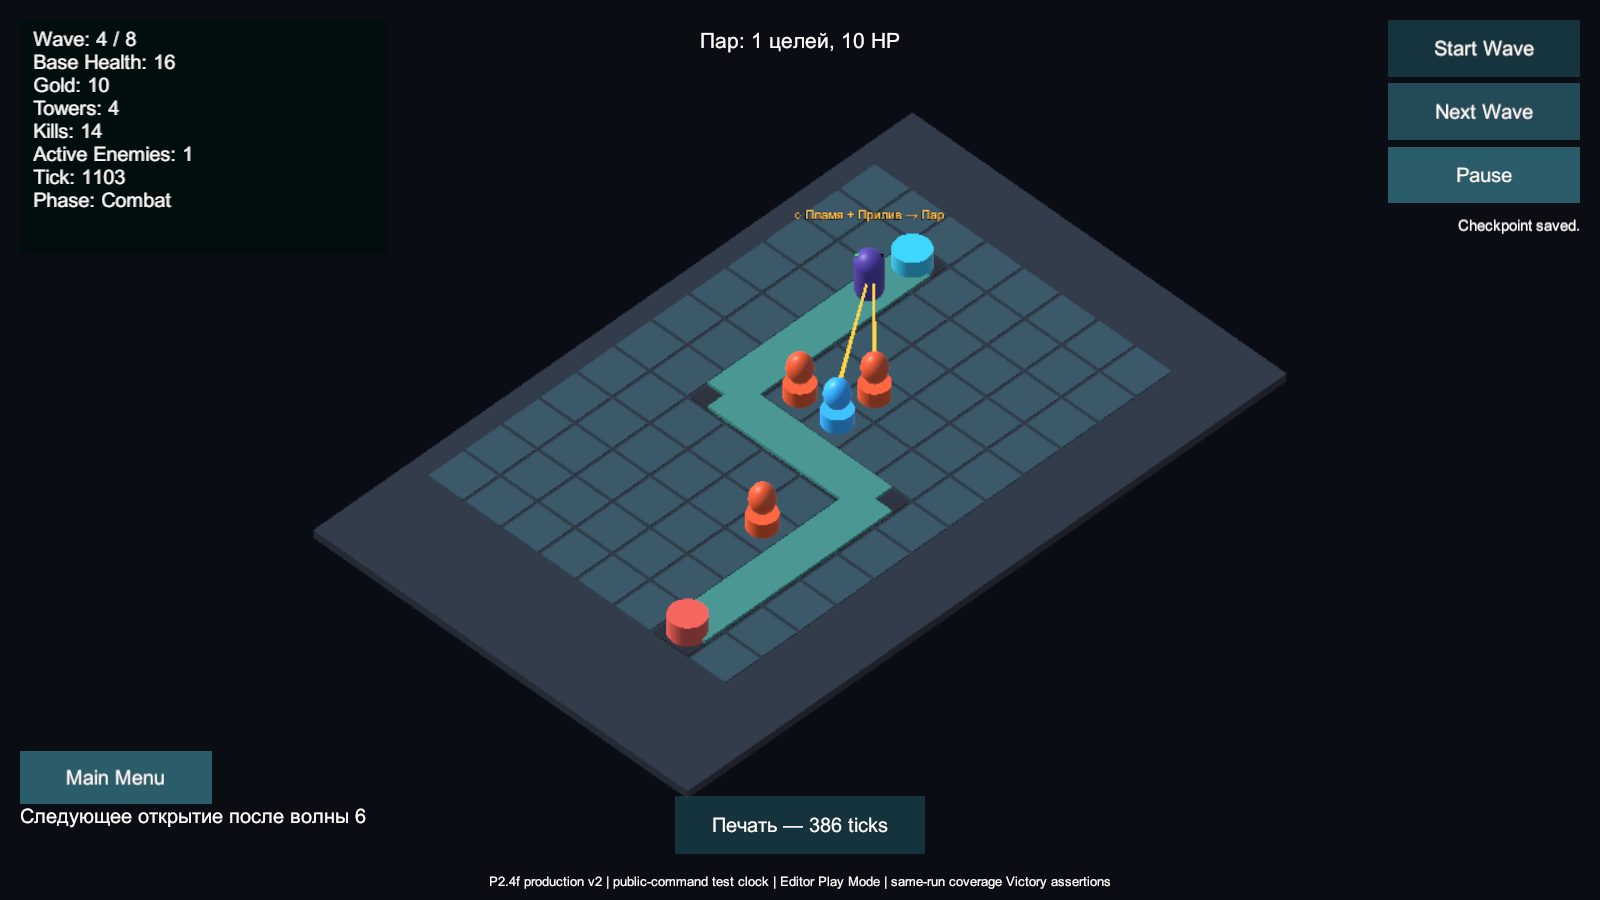 Wave: 4 / 8
Base Health: 16
Gold: 10
Towers: 4
Kills: 14
Active Enemies: 1
Tick: 1103
Phase: Combat
Пар: 1 целей, 10 HP
Start Wave
Next Wave
Pause
Checkpoint saved.
с Пламя + Прилив → Пар
Main Menu
Следующее открытие после волны 6
Печать — 386 ticks
P2.4f production v2 | public-command test clock | Editor Play Mode | same-run coverage Victory assertions